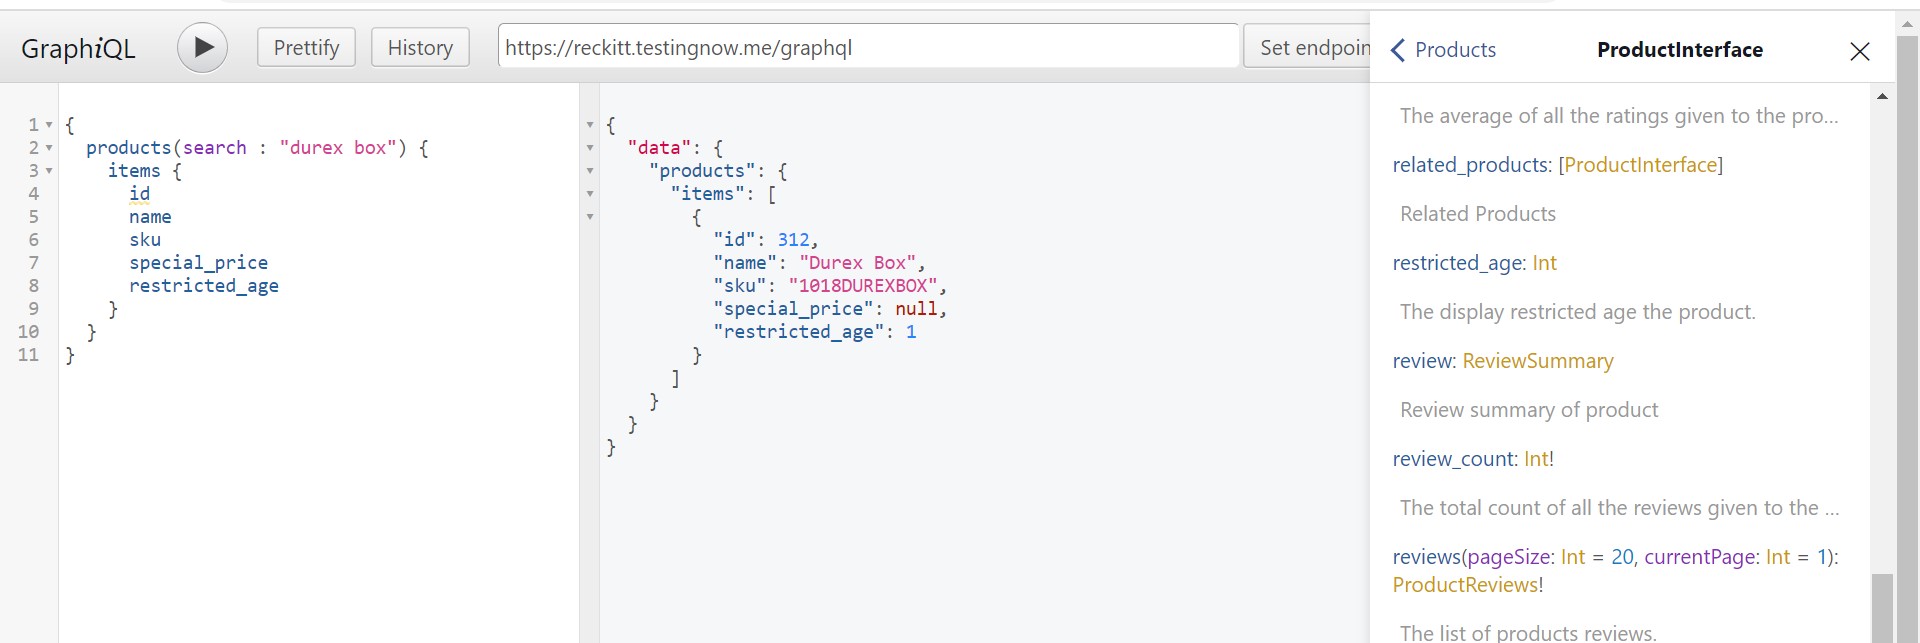 GraphiQL Prettify History https://reckitt.testingnow.me/graphql Set endpoin
Products ProductInterface
1 {
2 products(search : "durex box") {
3 items {
4 id
5 name
6 sku
7 special_price
8 restricted_age
9 }
10 }
11 }
{
"data": {
"products": {
"items": [
{
"id": 312,
"name": "Durex Box",
"sku": "1018DUREXBOX",
"special_price": null,
"restricted_age": 1
}
]
}
}
}
The average of all the ratings given to the pro...
related_products: [ProductInterface]
Related Products
restricted_age: Int
The display restricted age the product.
review: ReviewSummary
Review summary of product
review_count: Int!
The total count of all the reviews given to the ...
reviews(pageSize: Int = 20, currentPage: Int = 1):
ProductReviews!
The list of products reviews.